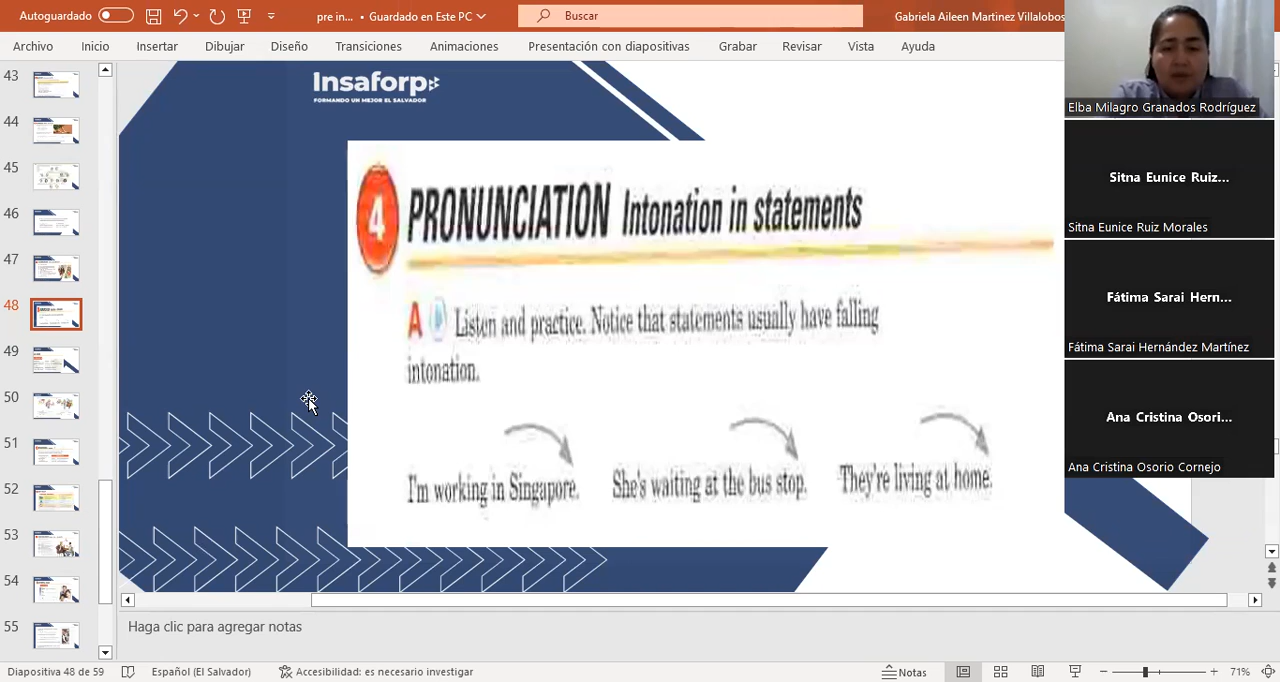 Autoguardado
pre in... • Guardado en Este PC
Buscar
Gabriela Aileen Martinez Villalobos
Archivo Inicio Insertar Dibujar Diseño Transiciones Animaciones Presentación con diapositivas Grabar Revisar Vista Ayuda
43
44
45
46
47
48
49
50
51
52
53
54
55
Insaforp
FORMANDO UN MEJOR EL SALVADOR
4 PRONUNCIATION Intonation in statements
A Listen and practice. Notice that statements usually have falling
intonation.
I'm working in Singapore. She's waiting at the bus stop. They're living at home.
Elba Milagro Granados Rodríguez
Sitna Eunice Ruiz...
Sitna Eunice Ruiz Morales
Fátima Sarai Hern...
Fátima Sarai Hernández Martínez
Ana Cristina Osori...
Ana Cristina Osorio Cornejo
Haga clic para agregar notas
Diapositiva 48 de 59 Español (El Salvador) Accesibilidad: es necesario investigar Notas 71%